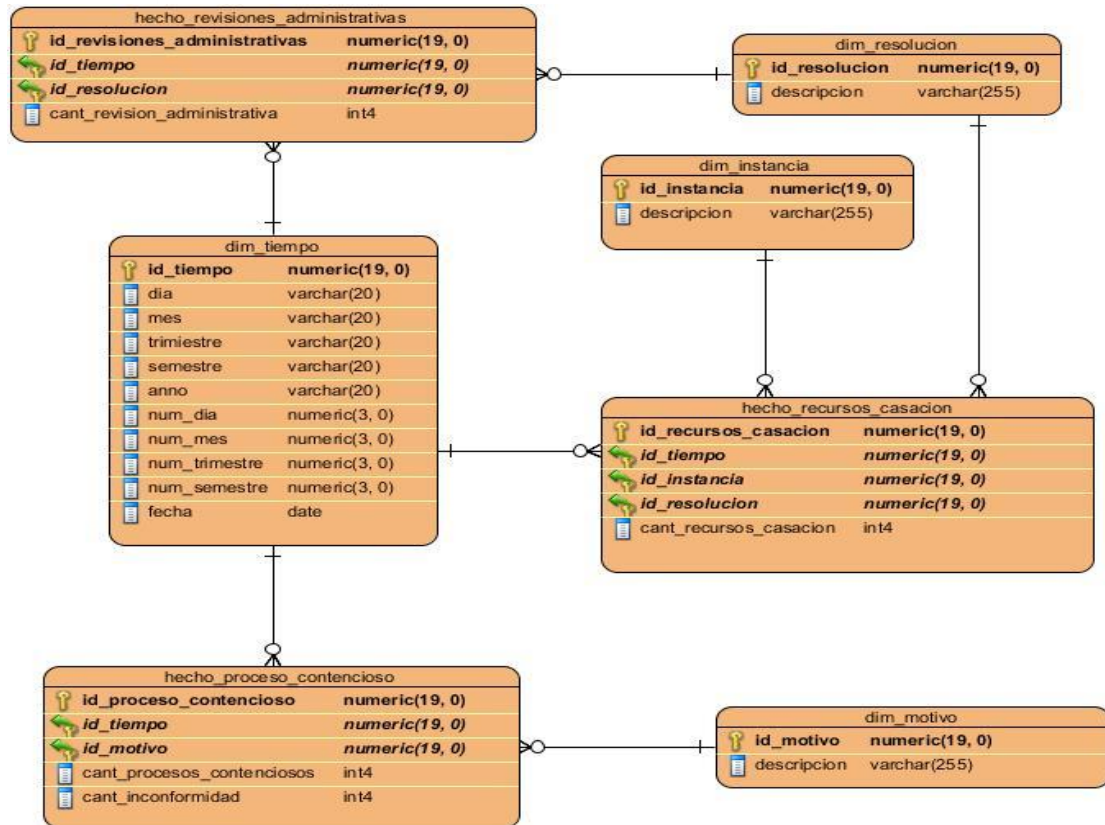 hecho_revisiones_administrativas
id_revisiones_administrativas numeric(19, 0)
id_tiempo numeric(19, 0)
id_resolucion numeric(19, 0)
cant_revision_administrativa int4
dim_resolucion
id_resolucion numeric(19, 0)
descripcion varchar(255)
dim_instancia
id_instancia numeric(19, 0)
descripcion varchar(255)
dim_tiempo
id_tiempo numeric(19, 0)
dia varchar(20)
mes varchar(20)
trimiestre varchar(20)
semestre varchar(20)
anno varchar(20)
num_dia numeric(3, 0)
num_mes numeric(3, 0)
num_trimestre numeric(3, 0)
num_semestre numeric(3, 0)
fecha date
hecho_recursos_casacion
id_recursos_casacion numeric(19, 0)
id_tiempo numeric(19, 0)
id_instancia numeric(19, 0)
id_resolucion numeric(19, 0)
cant_recursos_casacion int4
hecho_proceso_contencioso
id_proceso_contencioso numeric(19, 0)
id_tiempo numeric(19, 0)
id_motivo numeric(19, 0)
cant_procesos_contenciosos int4
cant_inconformidad int4
dim_motivo
id_motivo numeric(19, 0)
descripcion varchar(255)